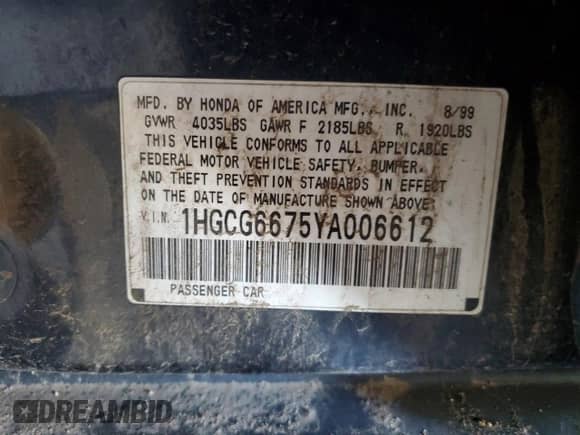 MFD. BY HONDA OF AMERICA MFG., INC. 8/99
GVWR 4035LBS GAWR F 2185LBS R 1920LBS
THIS VEHICLE CONFORMS TO ALL APPLICABLE
FEDERAL MOTOR VEHICLE SAFETY, BUMPER,
AND THEFT PREVENTION STANDARDS IN EFFECT
ON THE DATE OF MANUFACTURE SHOWN ABOVE.
V.I.N. 1HGCG6675YA006612
PASSENGER CAR
DREAMBID